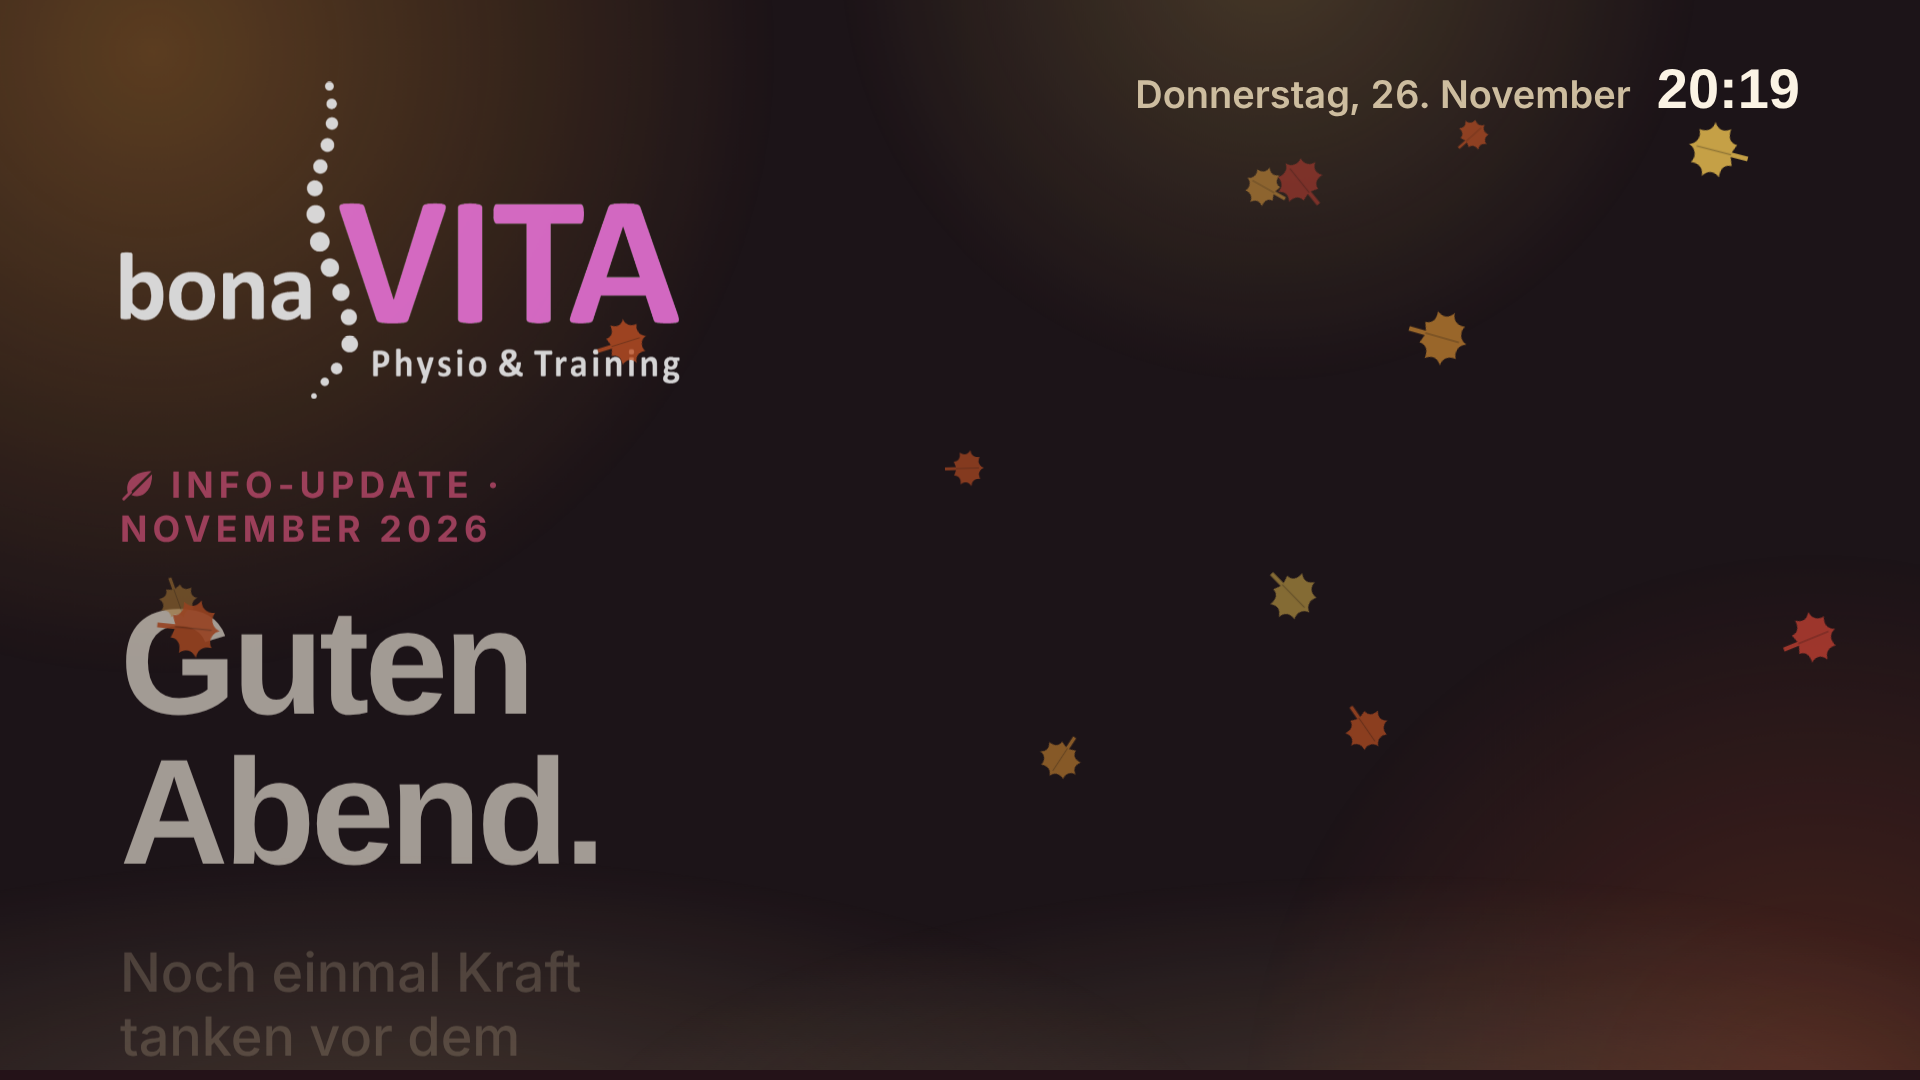 Donnerstag, 26. November 20:19
bona VITA
Physio & Training
INFO-UPDATE ·
NOVEMBER 2026
Guten
Abend.
Noch einmal Kraft
tanken vor dem